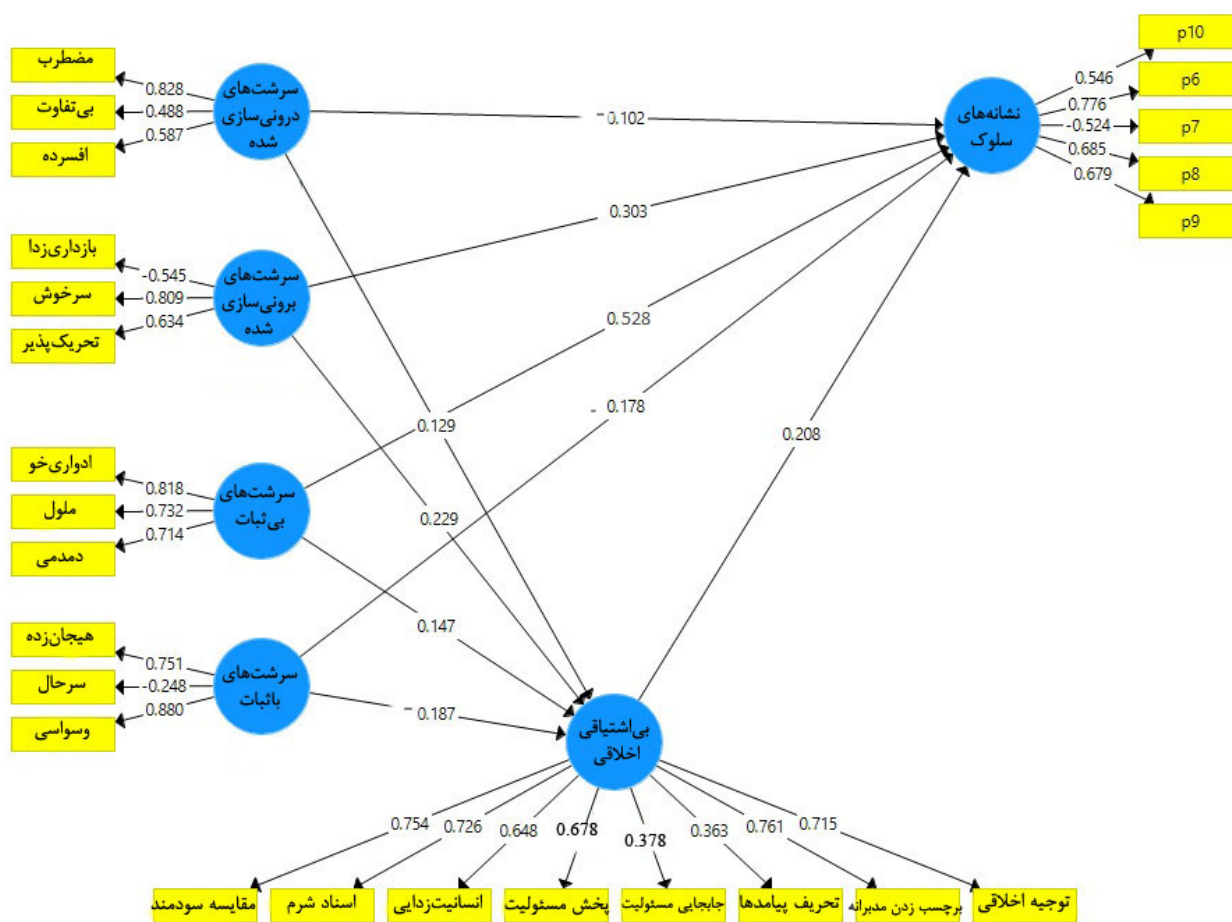 مضطرب
0.828
بی‌تفاوت
0.488
افسرده
0.587
سرشت‌های
درونی‌سازی
شده
-0.102
نشانه‌های
سلوک
p10
0.546
p6
0.776
p7
-0.524
p8
0.685
p9
0.679
بازداری‌زدا
-0.545
سرخوش
0.809
تحریک‌پذیر
0.634
سرشت‌های
برونی‌سازی
شده
0.303
0.528
-0.178
0.208
0.129
0.229
ادواری‌خو
0.818
ملول
0.732
دمدمی
0.714
سرشت‌های
بی‌ثبات
0.147
هیجان‌زده
0.751
سرحال
-0.248
وسواسی
0.880
سرشت‌های
باثبات
-0.187
بی‌اشتیاقی
اخلاقی
0.754
0.726
0.648
0.678
0.378
0.363
0.761
0.715
توجیه اخلاقی
برچسب زدن مدبرانه
تحریف پیامدها
جابجایی مسئولیت
پخش مسئولیت
انسانیت‌زدایی
اسناد شرم
مقایسه سودمند